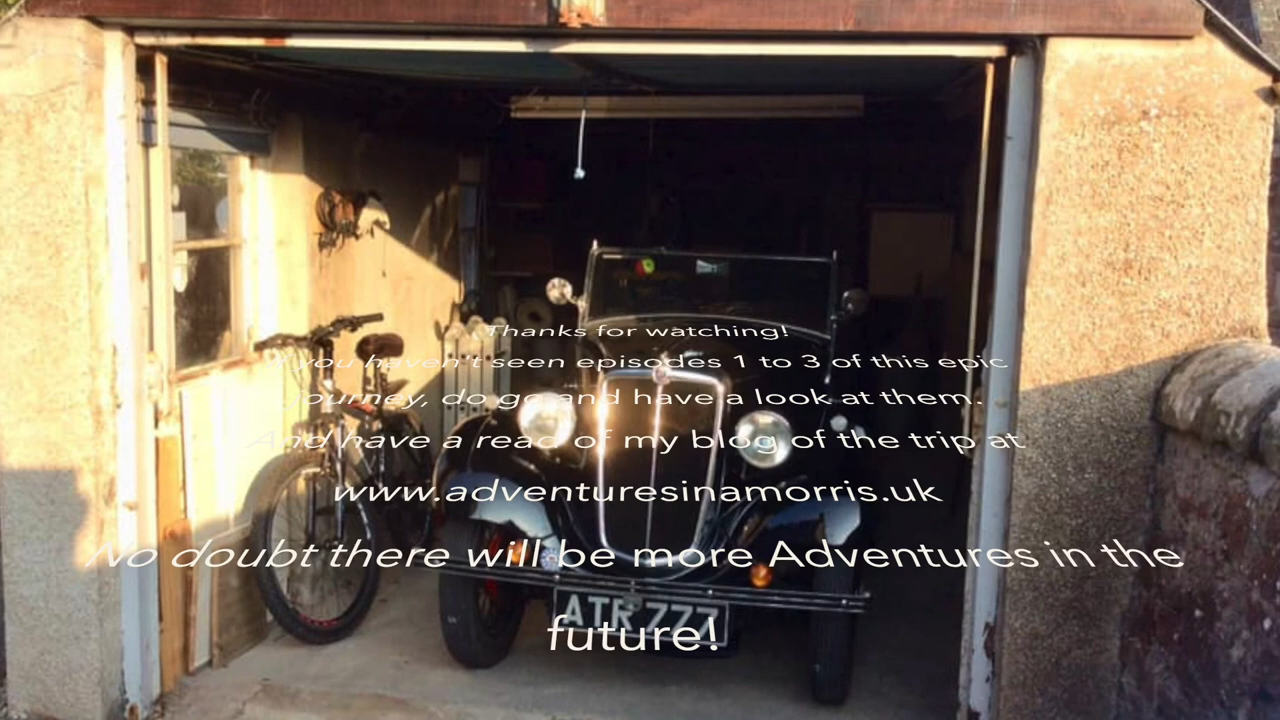 Thanks for watching!
If you haven't seen episodes 1 to 3 of this epic
journey, do go and have a look at them.
And have a read of my blog of the trip at
www.adventuresinamorris.uk
No doubt there will be more Adventures in the
future!
ATR 777